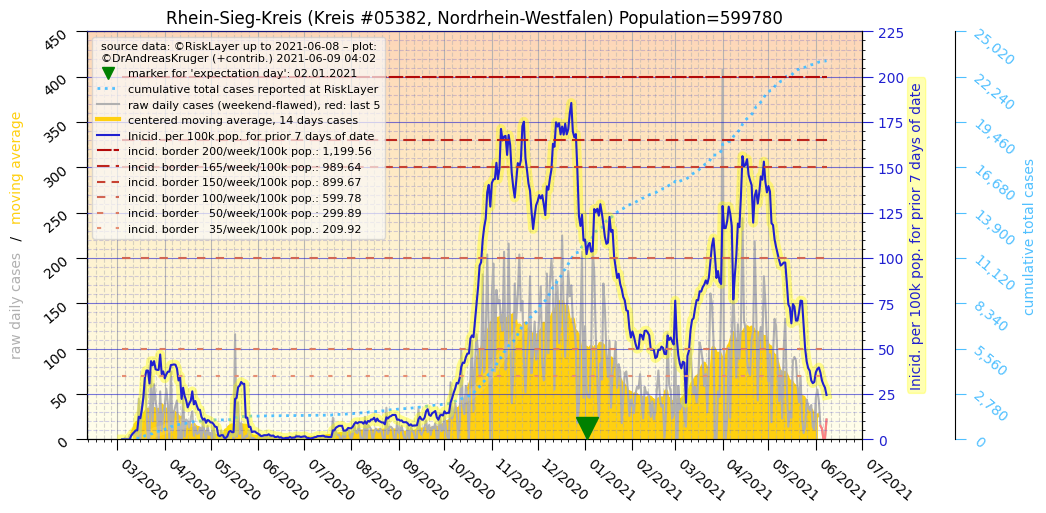 Rhein-Sieg-Kreis (Kreis #05382, Nordrhein-Westfalen) Population=599780
source data: ©RiskLayer up to 2021-06-08 – plot:
©DrAndreasKruger (+contrib.) 2021-06-09 04:02
marker for 'expectation day': 02.01.2021
cumulative total cases reported at RiskLayer
raw daily cases (weekend-flawed), red: last 5
centered moving average, 14 days cases
Inicid. per 100k pop. for prior 7 days of date
incid. border 200/week/100k pop.: 1,199.56
incid. border 165/week/100k pop.: 989.64
incid. border 150/week/100k pop.: 899.67
incid. border 100/week/100k pop.: 599.78
incid. border   50/week/100k pop.: 299.89
incid. border   35/week/100k pop.: 209.92
raw daily cases   /   moving average
450
400
350
300
250
200
150
100
50
0
03/2020
04/2020
05/2020
06/2020
07/2020
08/2020
09/2020
10/2020
11/2020
12/2020
01/2021
02/2021
03/2021
04/2021
05/2021
06/2021
07/2021
225
200
175
150
125
100
75
50
25
0
Inicid. per 100k pop. for prior 7 days of date
25,020
22,240
19,460
16,680
13,900
11,120
8,340
5,560
2,780
0
cumulative total cases